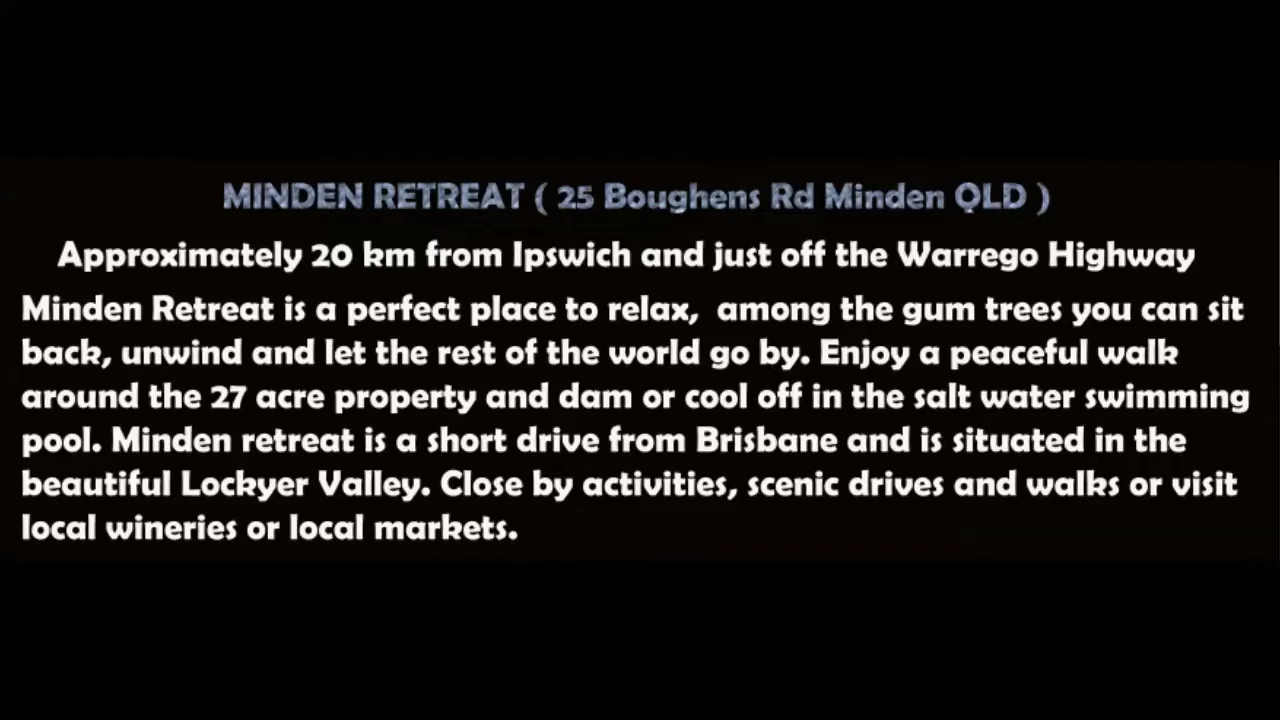 MINDEN RETREAT ( 25 Boughens Rd Minden QLD )
Approximately 20 km from Ipswich and just off the Warrego Highway
Minden Retreat is a perfect place to relax, among the gum trees you can sit
back, unwind and let the rest of the world go by. Enjoy a peaceful walk
around the 27 acre property and dam or cool off in the salt water swimming
pool. Minden retreat is a short drive from Brisbane and is situated in the
beautiful Lockyer Valley. Close by activities, scenic drives and walks or visit
local wineries or local markets.